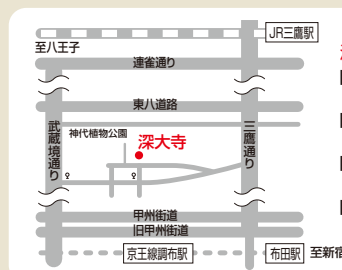 JR三鷹駅
至八王子
連雀通り
東八道路
武蔵境通り
神代植物公園
深大寺
三鷹通り
甲州街道
旧甲州街道
京王線調布駅
布田駅
至新宿